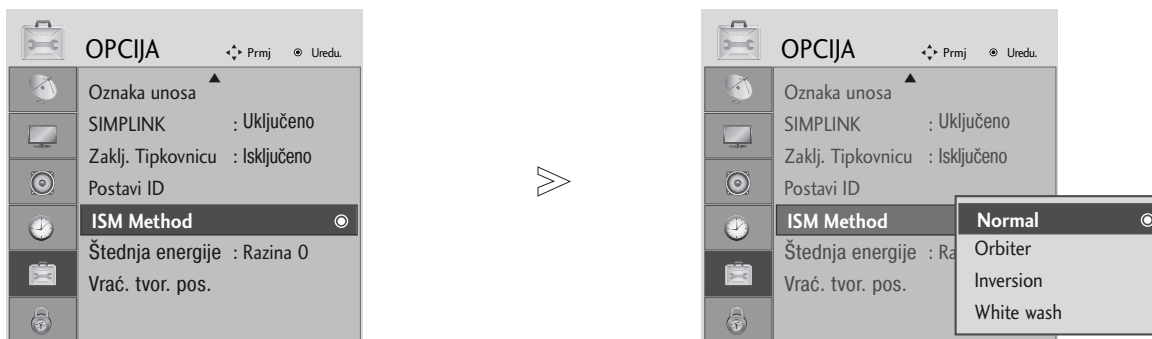 OPCIJA Prmj Uredu.
Oznaka unosa
SIMPLINK : Uključeno
Zaklj. Tipkovnicu : Isključeno
Postavi ID
ISM Method
Štednja energije : Razina 0
Vrać. tvor. pos.
OPCIJA Prmj Uredu.
Oznaka unosa
SIMPLINK : Uključeno
Zaklj. Tipkovnicu : Isključeno
Postavi ID
ISM Method
Štednja energije : Ra
Vrać. tvor. pos.
Normal
Orbiter
Inversion
White wash